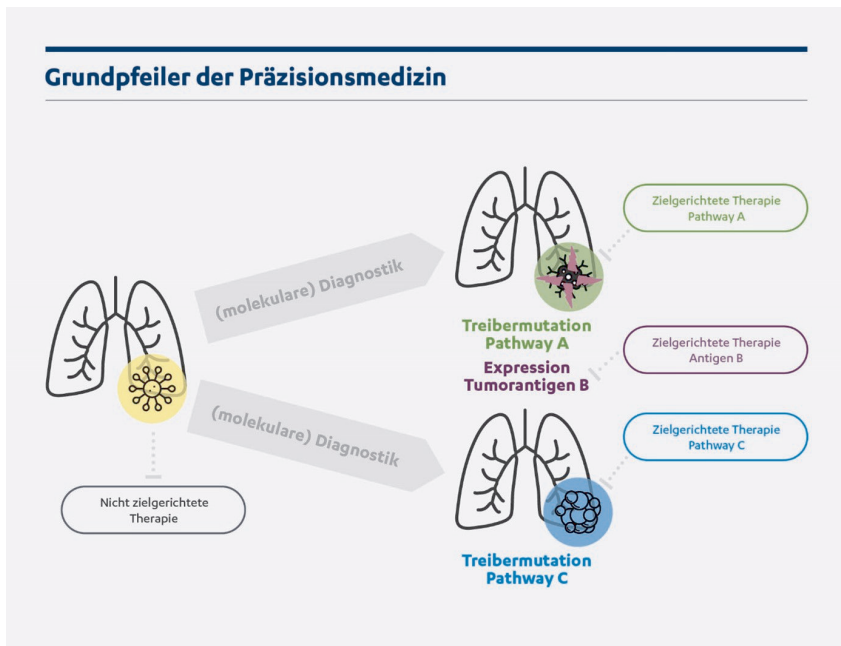 Grundpfeiler der Präzisionsmedizin
Zielgerichtete Therapie
Pathway A
(molekulare) Diagnostik
Treibermutation
Pathway A
Expression
Tumorantigen B
Zielgerichtete Therapie
Antigen B
(molekulare) Diagnostik
Zielgerichtete Therapie
Pathway C
Nicht zielgerichtete
Therapie
Treibermutation
Pathway C